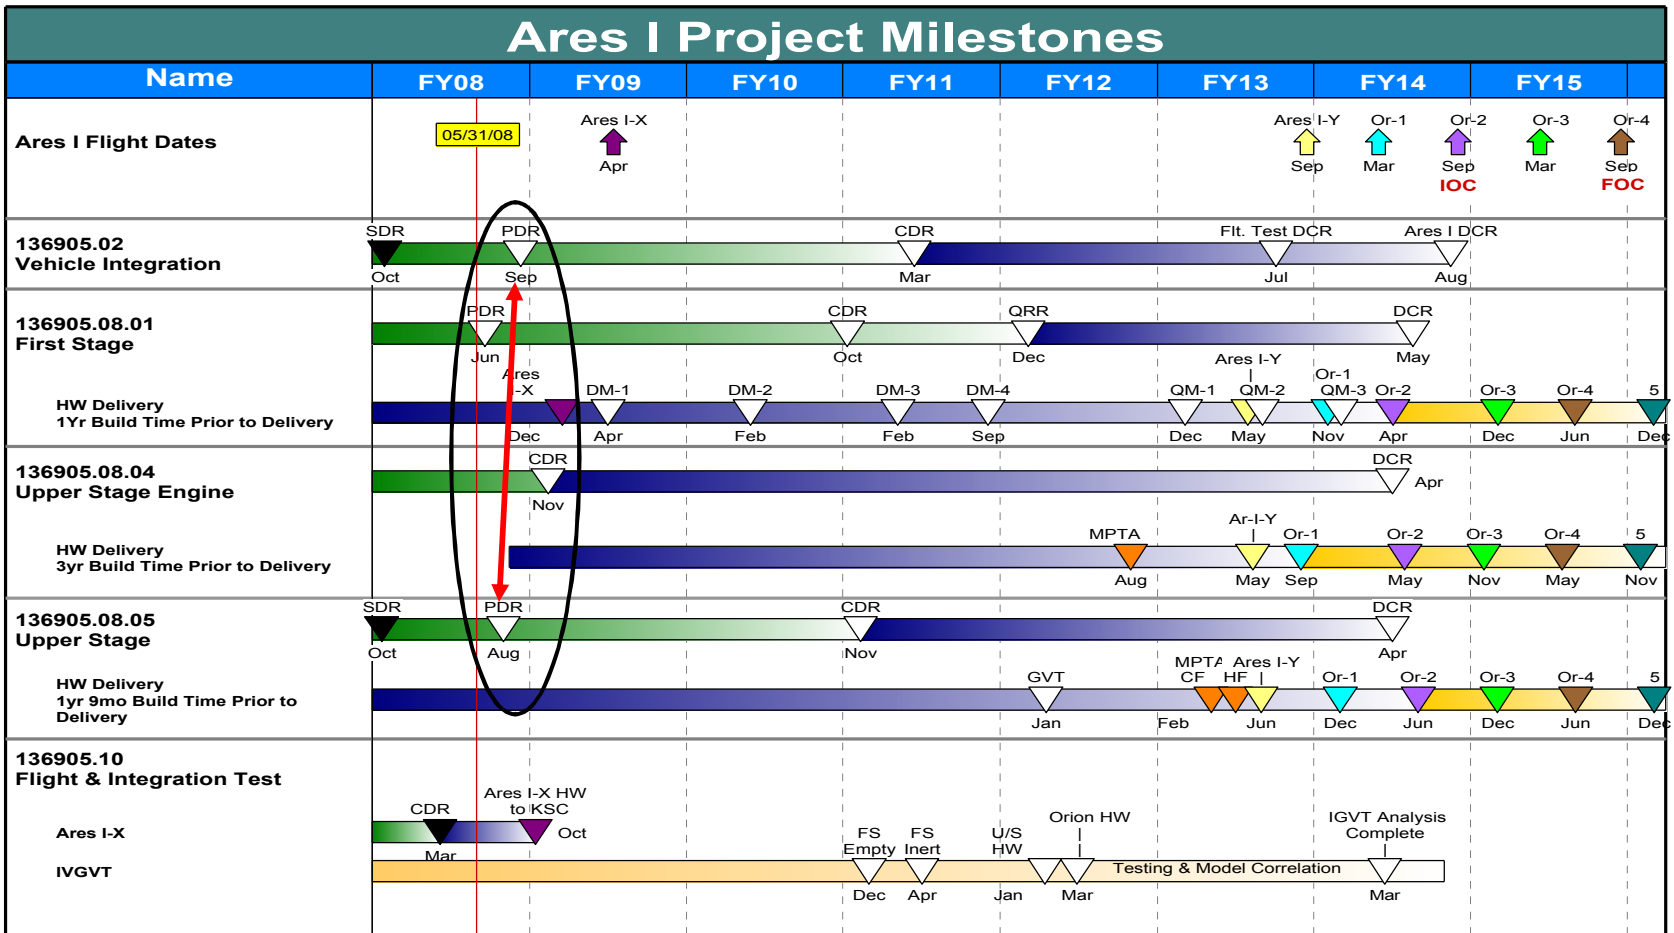 Ares I Project Milestones
Name FY08 FY09 FY10 FY11 FY12 FY13 FY14 FY15
Ares I-X Ares I-Y Or-1 Or-2 Or-3 Or-4
05/31/08
Ares I Flight Dates
Apr Sep Mar Sep Mar Sep
IOC FOC
SDR PDR CDR Flt. Test DCR Ares I DCR
136905.02
Vehicle Integration
Oct Sep Mar Jul Aug
PDR CDR QRR DCR
136905.08.01
First Stage
Jun Oct Dec May
Ares I-Y
Ares Or-1
-X DM-1 DM-2 DM-3 DM-4 QM-1 QM-2 QM-3 Or-2 Or-3 Or-4 5
HW Delivery
1Yr Build Time Prior to Delivery
Dec Apr Feb Feb Sep Dec May Nov Apr Dec Jun Dec
CDR DCR
136905.08.04
Upper Stage Engine
Apr
Nov
Ar-I-Y
MPTA Or-1 Or-2 Or-3 Or-4 5
HW Delivery
3yr Build Time Prior to Delivery
Aug May Sep May Nov May Nov
SDR PDR CDR DCR
136905.08.05
Upper Stage
Oct Aug Nov Apr
MPTA Ares I-Y
GVT CF HF Or-1 Or-2 Or-3 Or-4 5
HW Delivery
1yr 9mo Build Time Prior to
Delivery
Jan Feb Jun Dec Jun Dec Jun Dec
136905.10
Flight & Integration Test
Ares I-X HW
CDR to KSC
Orion HW IGVT Analysis
Complete
Ares I-X
Oct
FS FS U/S
Empty Inert HW
Mar
IVGVT
Testing & Model Correlation
Dec Apr Jan Mar Mar